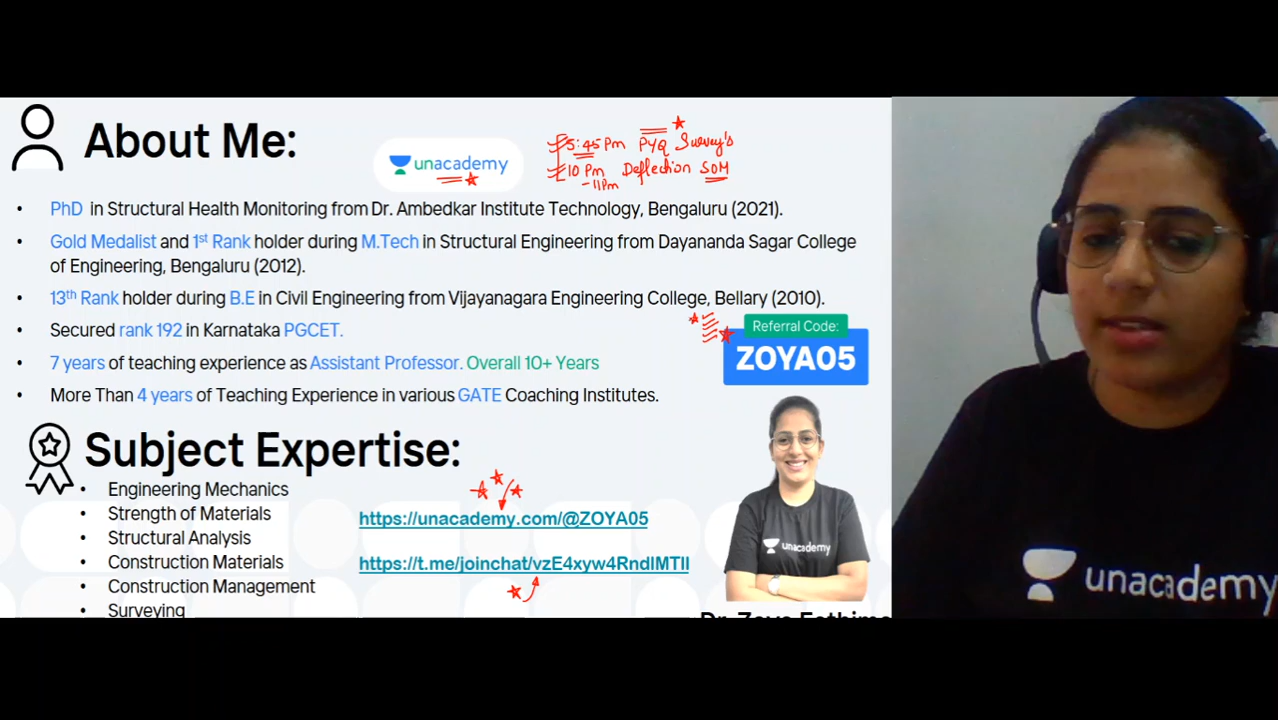 About Me:
unacademy
5:45 Pm PYQ Survey's
10 Pm Deflection SOM
-11Pm
PhD in Structural Health Monitoring from Dr. Ambedkar Institute Technology, Bengaluru (2021).
Gold Medalist and 1st Rank holder during M.Tech in Structural Engineering from Dayananda Sagar College
of Engineering, Bengaluru (2012).
13th Rank holder during B.E in Civil Engineering from Vijayanagara Engineering College, Bellary (2010).
Secured rank 192 in Karnataka PGCET.
7 years of teaching experience as Assistant Professor. Overall 10+ Years
More Than 4 years of Teaching Experience in various GATE Coaching Institutes.
Referral Code:
ZOYA05
Subject Expertise:
Engineering Mechanics
Strength of Materials
Structural Analysis
Construction Materials
Construction Management
Surveying
https://unacademy.com/@ZOYA05
https://t.me/joinchat/vzE4xyw4RndlMTll
unacademy
unacademy